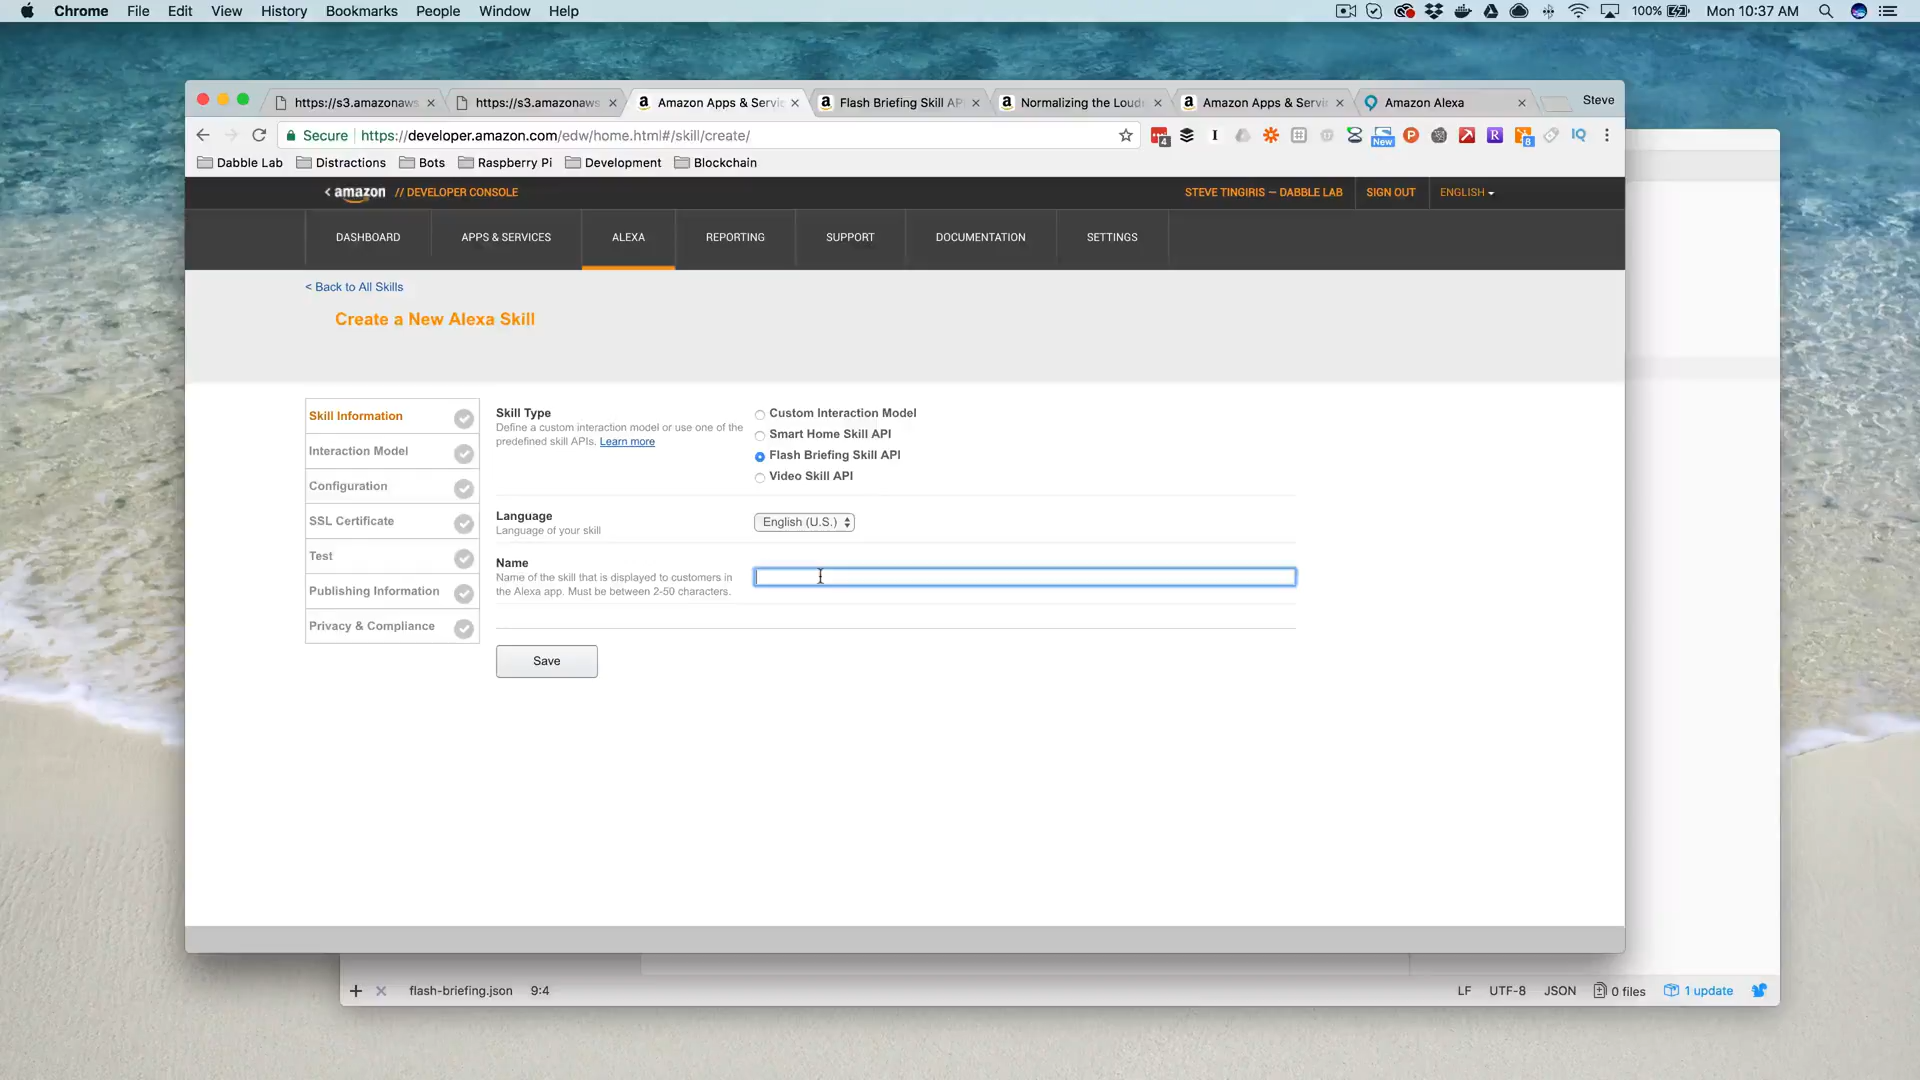 Chrome File Edit View History Bookmarks People Window Help 100% Mon 10:37 AM
https://s3.amazonaws https://s3.amazonaws Amazon Apps & Servic Flash Briefing Skill AP Normalizing the Loud Amazon Apps & Servi Amazon Alexa Steve
Secure https://developer.amazon.com/edw/home.html#/skill/create/ 4 I New P R 8 IQ
Dabble Lab Distractions Bots Raspberry Pi Development Blockchain
< amazon // DEVELOPER CONSOLE STEVE TINGIRIS — DABBLE LAB SIGN OUT ENGLISH
DASHBOARD APPS & SERVICES ALEXA REPORTING SUPPORT DOCUMENTATION SETTINGS
< Back to All Skills
Create a New Alexa Skill
Skill Information
Interaction Model
Configuration
SSL Certificate
Test
Publishing Information
Privacy & Compliance
Skill Type
Define a custom interaction model or use one of the
predefined skill APIs. Learn more
Custom Interaction Model
Smart Home Skill API
Flash Briefing Skill API
Video Skill API
Language
Language of your skill
English (U.S.)
Name
Name of the skill that is displayed to customers in
the Alexa app. Must be between 2-50 characters.
Save
flash-briefing.json 9:4 LF UTF-8 JSON 0 files 1 update